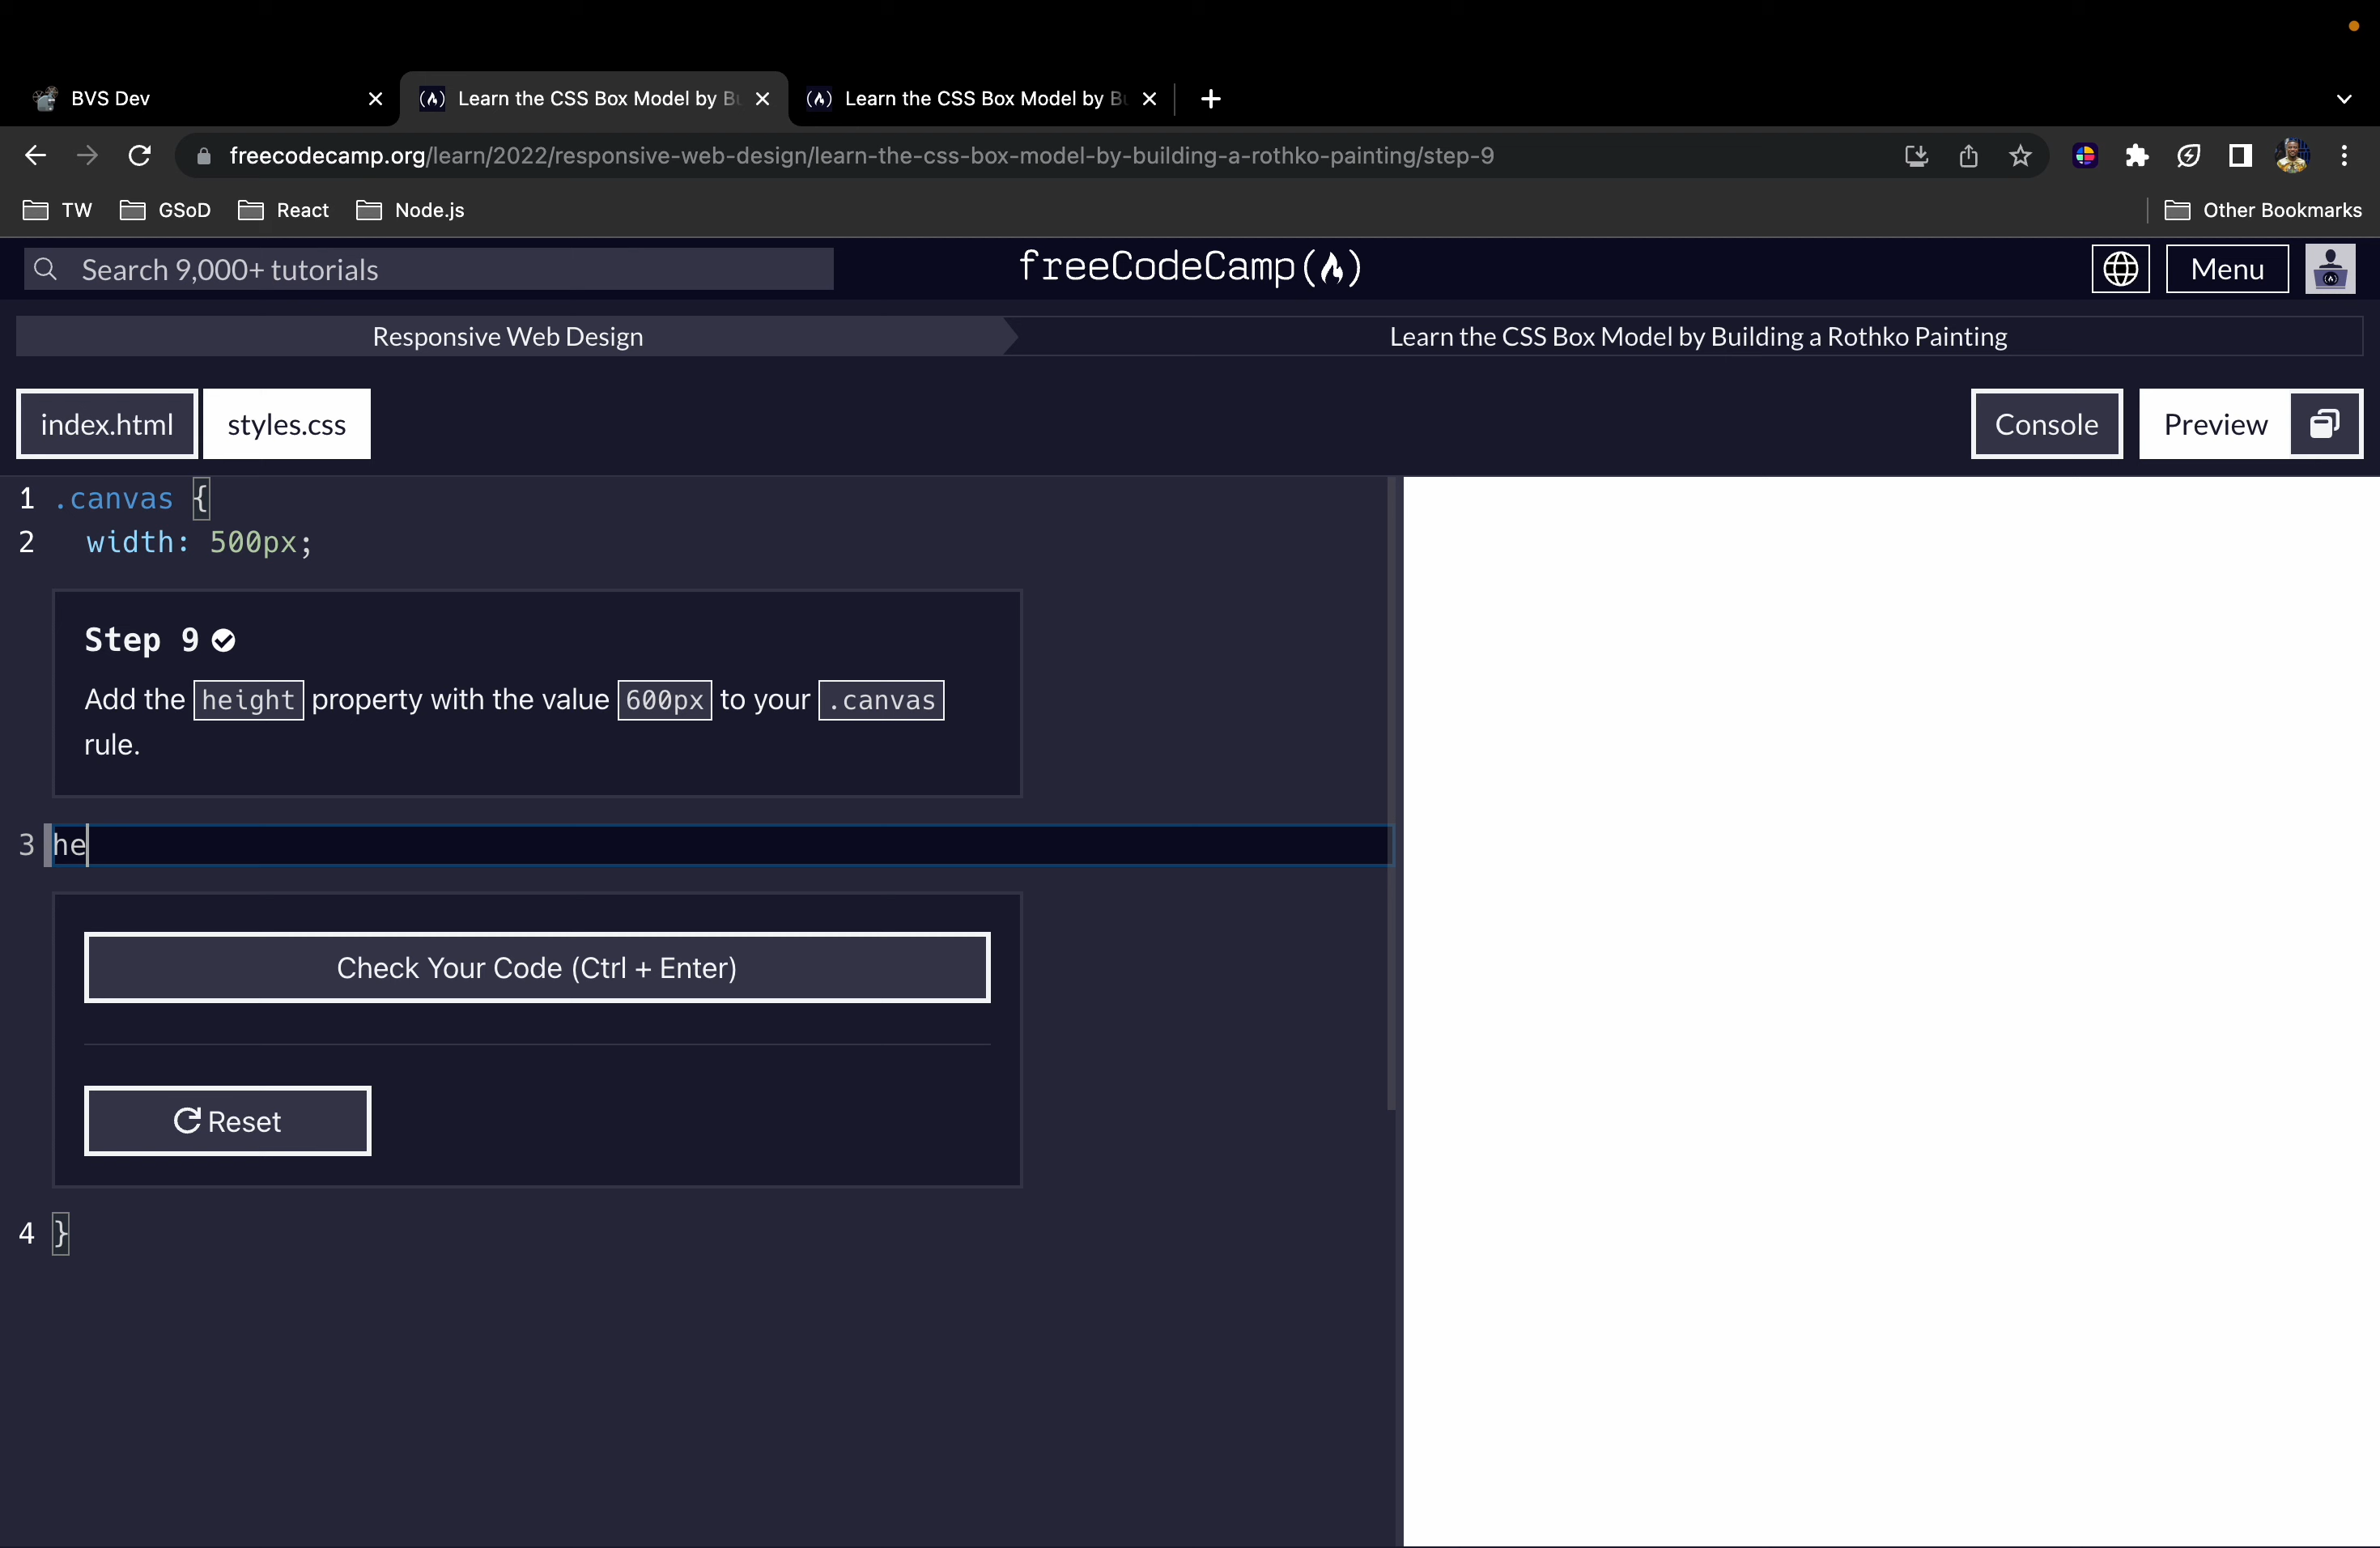 BVS Dev
Learn the CSS Box Model by Bu
Learn the CSS Box Model by Bu
freecodecamp.org/learn/2022/responsive-web-design/learn-the-css-box-model-by-building-a-rothko-painting/step-9
TW GSoD React Node.js Other Bookmarks
Search 9,000+ tutorials
freeCodeCamp
Menu
Responsive Web Design
Learn the CSS Box Model by Building a Rothko Painting
index.html styles.css Console Preview
1 .canvas {
2 width: 500px;
Step 9
Add the height property with the value 600px to your .canvas
rule.
3 he
Check Your Code (Ctrl + Enter)
Reset
4 }